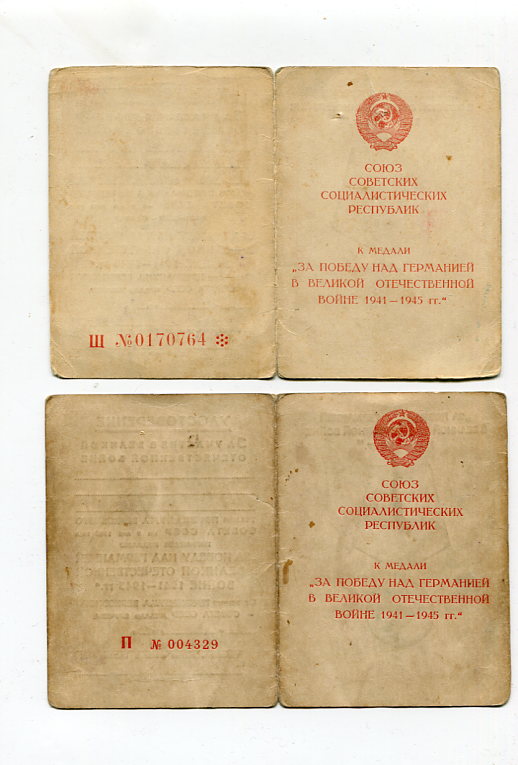 Ш №0170764
СОЮЗ
СОВЕТСКИХ
СОЦИАЛИСТИЧЕСКИХ
РЕСПУБЛИК
К МЕДАЛИ
„ЗА ПОБЕДУ НАД ГЕРМАНИЕЙ
В ВЕЛИКОЙ ОТЕЧЕСТВЕННОЙ
ВОЙНЕ 1941—1945 гг.“
П № 004329
СОЮЗ
СОВЕТСКИХ
СОЦИАЛИСТИЧЕСКИХ
РЕСПУБЛИК
К МЕДАЛИ
„ЗА ПОБЕДУ НАД ГЕРМАНИЕЙ
В ВЕЛИКОЙ ОТЕЧЕСТВЕННОЙ
ВОЙНЕ 1941—1945 гг.“